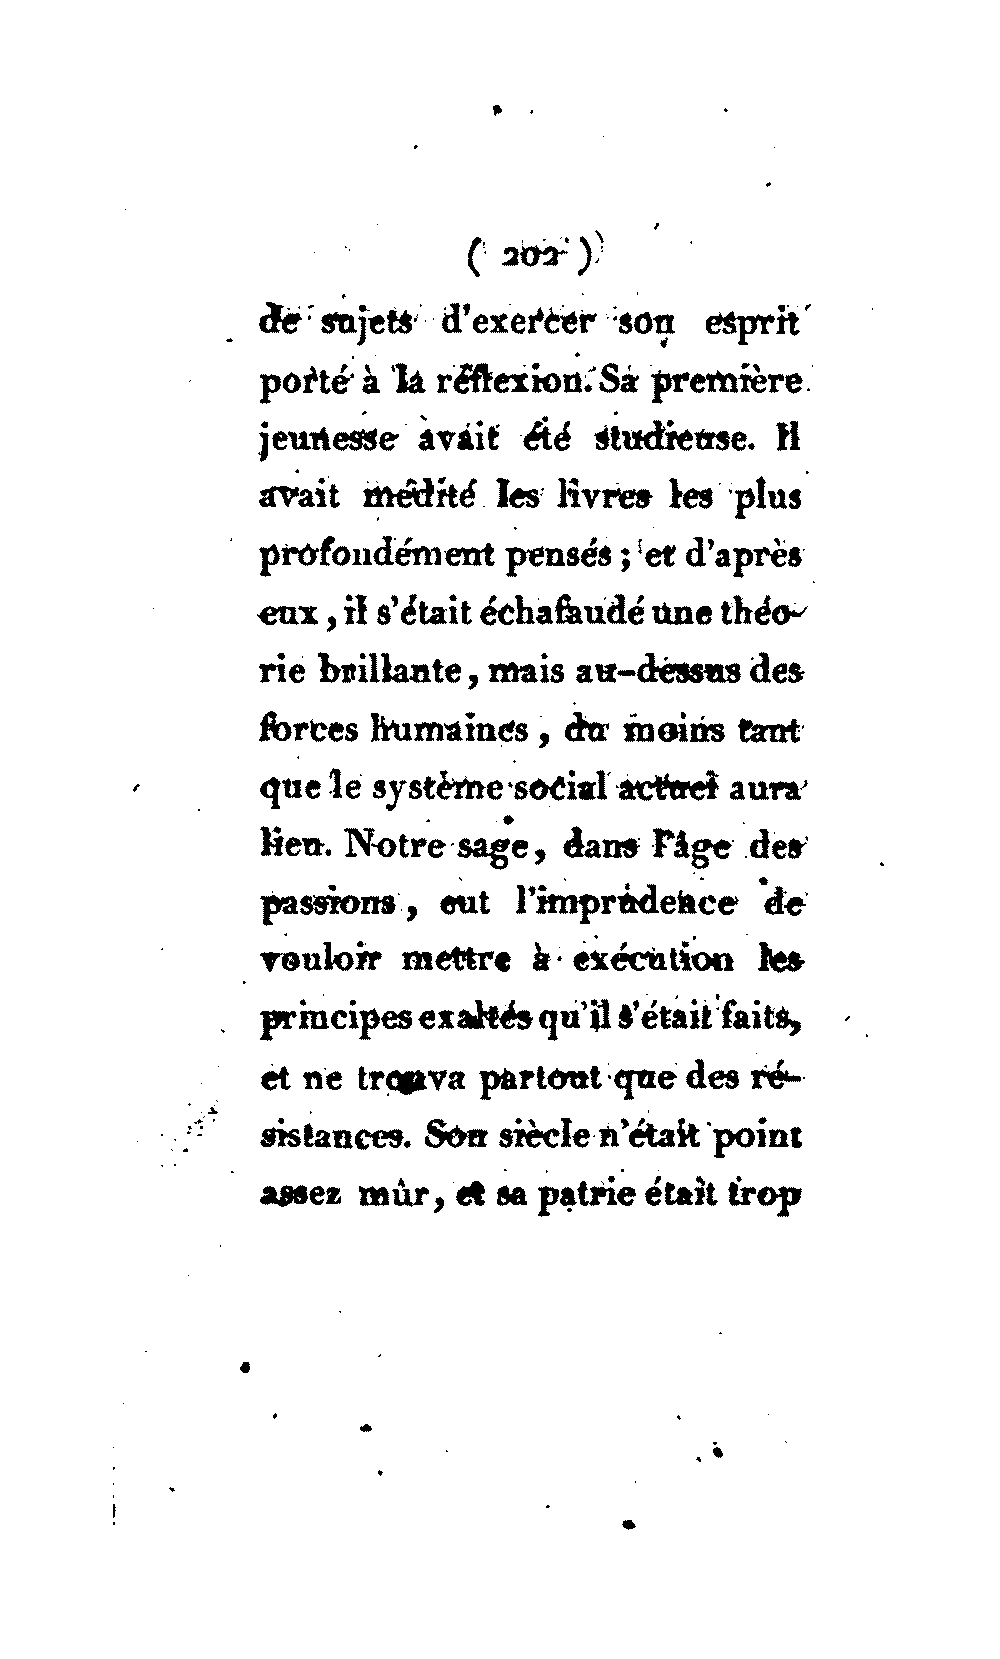 ( 202 )
de sujets d'exercer son esprit
porté à la réflexion. Sa première
jeunesse avait été studieuse. Il
avait médité les livres les plus
profondément pensés ; et d'après
eux, il s'était échafaudé une théo-
rie brillante, mais au-dessus des
forces humaines, du moins tant
que le système social actuel aura
lieu. Notre sage, dans l'âge des
passions, eut l'imprudence de
vouloir mettre à exécution les
principes exaltés qu'il s'était faits,
et ne trouva partout que des ré-
sistances. Son siècle n'était point
assez mûr, et sa patrie était trop